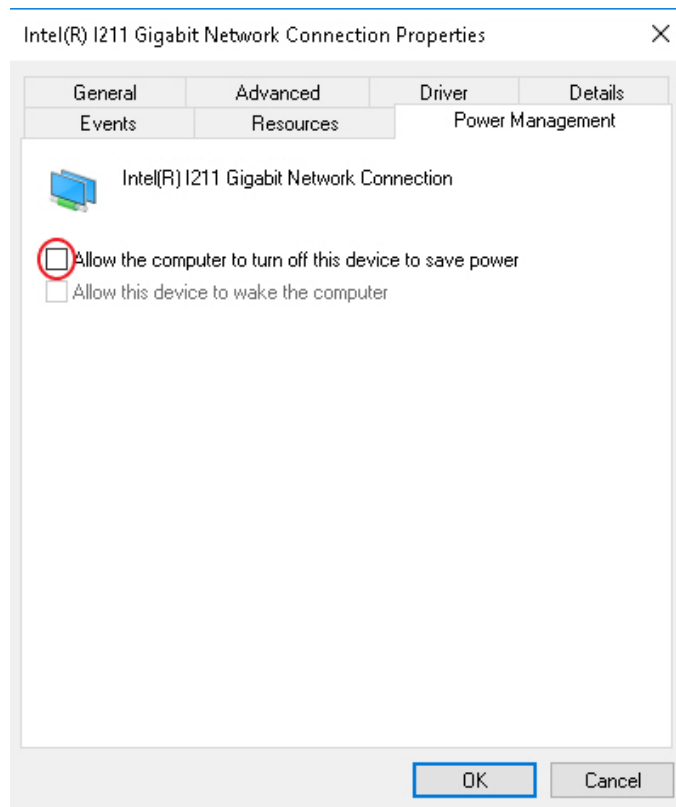 Intel(R) I211 Gigabit Network Connection Properties
General Advanced Driver Details
Events Resources Power Management
Intel(R) I211 Gigabit Network Connection
Allow the computer to turn off this device to save power
Allow this device to wake the computer
OK Cancel